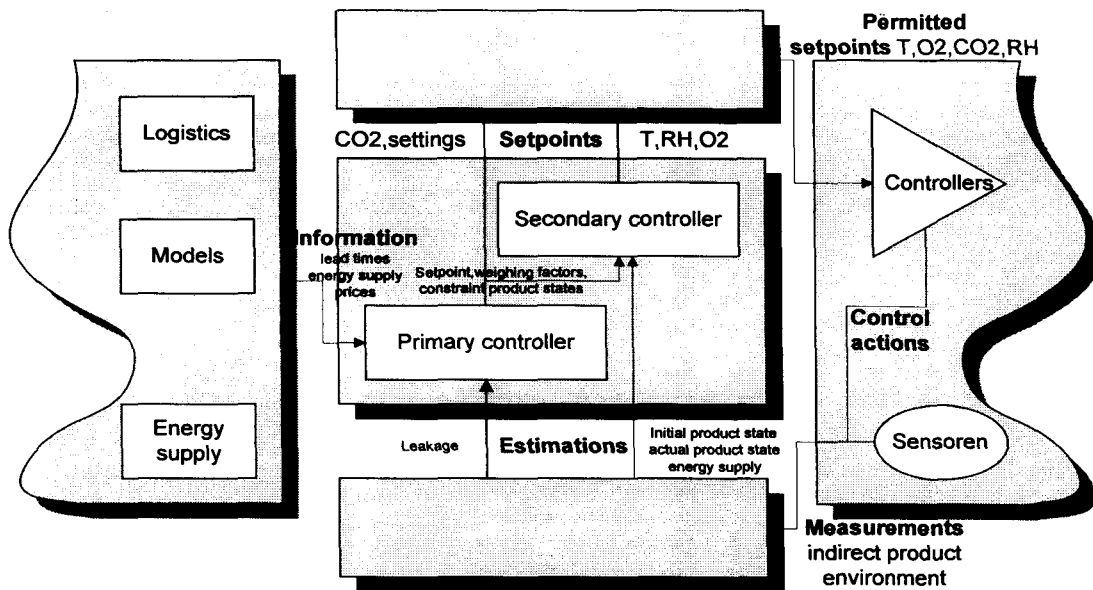 Permitted
setpoints T,O2,CO2,RH
Logistics
Models
Energy
supply
CO2,settings
Setpoints
T,RH,O2
Secondary controller
Information
lead times
energy supply
prices
Setpoint,weighing factors,
constraint product states
Primary controller
Leakage
Estimations
Initial product state
actual product state
energy supply
Controllers
Control
actions
Sensoren
Measurements
indirect product
environment